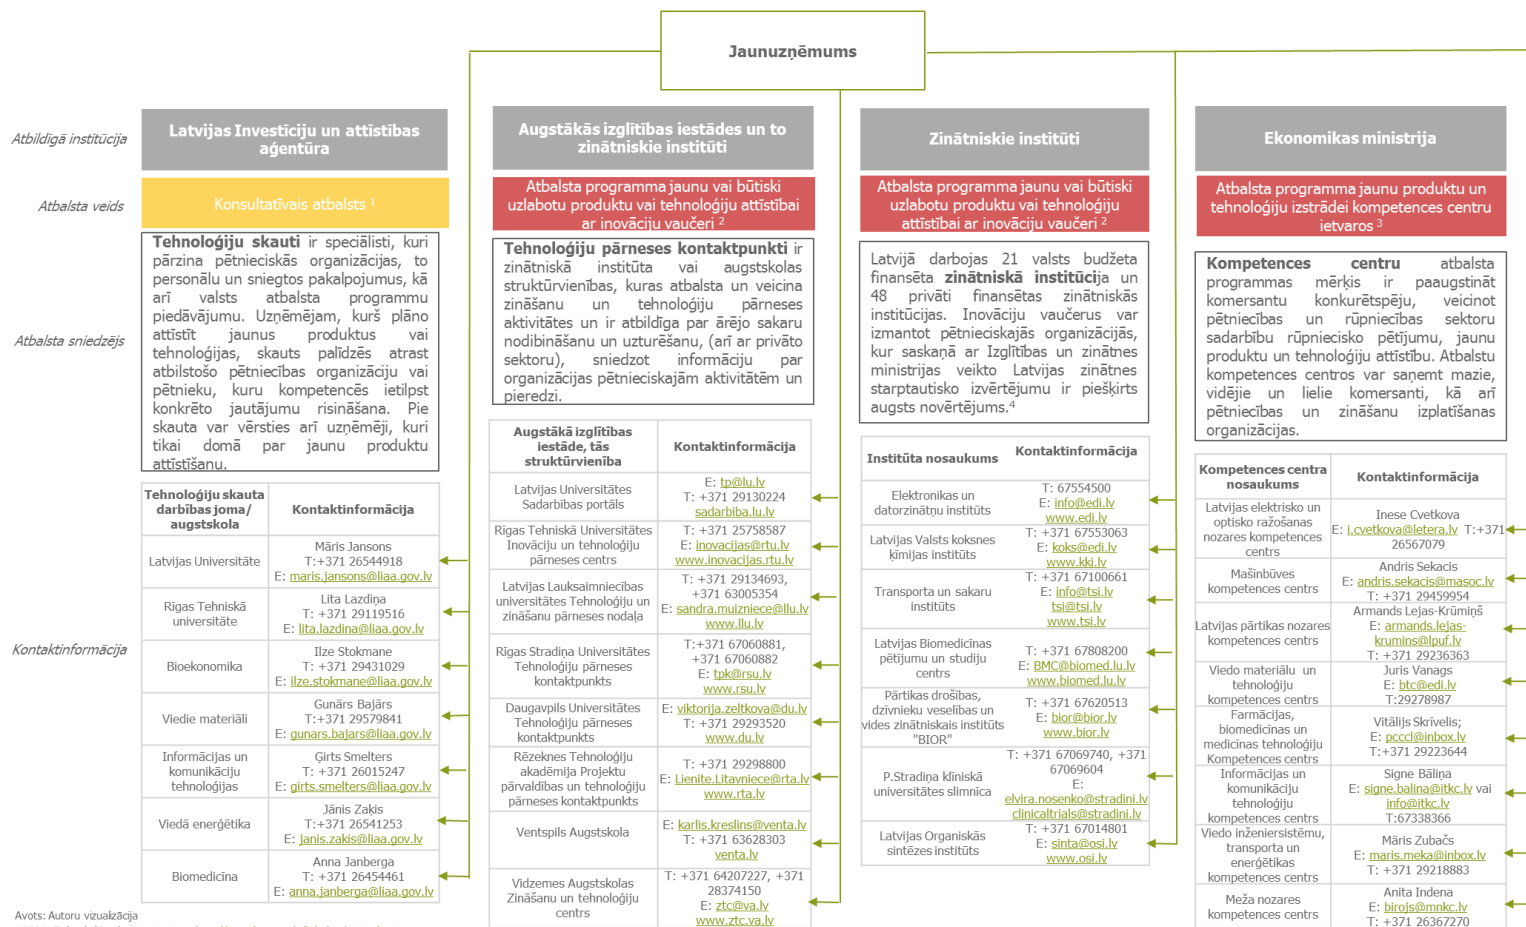 Jaunuzņēmums
Atbildīgā institūcija
Latvijas Investīciju un attīstības
aģentūra
Augstākās izglītības iestādes un to
zinātniskie institūti
Zinātniskie institūti
Ekonomikas ministrija
Atbalsta veids
Konsultatīvais atbalsts 1
Atbalsta programma jaunu vai būtiski
uzlabotu produktu vai tehnoloģiju attīstībai
ar inovāciju vaučeri 2
Atbalsta programma jaunu vai būtiski
uzlabotu produktu vai tehnoloģiju
attīstībai ar inovāciju vaučeri 2
Atbalsta programma jaunu produktu un
tehnoloģiju izstrādei kompetences centru
ietvaros 3
Atbalsta sniedzējs
Tehnoloģiju skauti ir speciālisti, kuri
pārzina pētnieciskās organizācijas, to
personālu un sniegtos pakalpojumus, kā
arī valsts atbalsta programmu
piedāvājumu. Uzņēmējam, kurš plāno
attīstīt jaunus produktus vai
tehnoloģijas, skauts palīdzēs atrast
atbilstošo pētniecības organizāciju vai
pētnieku, kuru kompetencēs ietilpst
konkrēto jautājumu risināšana. Pie
skauta var vērsties arī uzņēmēji, kuri
tikai domā par jaunu produktu
attīstīšanu.
Tehnoloģiju pārneses kontaktpunkti ir
zinātniskā institūta vai augstskolas
struktūrvienības, kuras atbalsta un veicina
zināšanu un tehnoloģiju pārneses
aktivitātes un ir atbildīga par ārējo sakaru
nodibināšanu un uzturēšanu, (arī ar privāto
sektoru), sniedzot informāciju par
organizācijas pētnieciskajām aktivitātēm un
pieredzi.
Latvijā darbojas 21 valsts budžeta
finansēta zinātniskā institūcija un
48 privāti finansētas zinātniskās
institūcijas. Inovāciju vaučerus var
izmantot pētnieciskajās organizācijās,
kur saskaņā ar Izglītības un zinātnes
ministrijas veikto Latvijas zinātnes
starptautisko izvērtējumu ir piešķirts
augsts novērtējums.4
Kompetences centru atbalsta
programmas mērķis ir paaugstināt
komersantu konkurētspēju, veicinot
pētniecības un rūpniecības sektoru
sadarbību rūpniecisko pētījumu, jaunu
produktu un tehnoloģiju attīstību. Atbalstu
kompetences centros var saņemt mazie,
vidējie un lielie komersanti, kā arī
pētniecības un zināšanu izplatīšanas
organizācijas.
Kontaktinformācija
Tehnoloģiju skauta
darbības joma/
augstskola
Kontaktinformācija
Latvijas Universitāte
Māris Jansons
T:+371 26544918
E: maris.jansons@liaa.gov.lv
Rīgas Tehniskā
universitāte
Lita Lazdiņa
T: +371 29119516
E: lita.lazdina@liaa.gov.lv
Bioekonomika
Ilze Stokmane
T: +371 29431029
E: ilze.stokmane@liaa.gov.lv
Viedie materiāli
Gunārs Bajārs
T:+371 29579841
E: gunars.bajars@liaa.gov.lv
Informācijas un
komunikāciju
tehnoloģijas
Ģirts Smelters
T: +371 26015247
E: girts.smelters@liaa.gov.lv
Viedā enerģētika
Jānis Zaķis
T:+371 26541253
E: janis.zakis@liaa.gov.lv
Biomedicīna
Anna Janberga
T: +371 26454461
E: anna.janberga@liaa.gov.lv
Augstākā izglītības
iestāde, tās
struktūrvienība
Kontaktinformācija
Latvijas Universitātes
Sadarbības portāls
E: tp@lu.lv
T: +371 29130224
sadarbiba.lu.lv
Rīgas Tehniskā Universitātes
Inovāciju un tehnoloģiju
pārneses centrs
T: +371 25758587
E: inovacijas@rtu.lv
www.inovacijas.rtu.lv
Latvijas Lauksaimniecības
universitātes Tehnoloģiju un
zināšanu pārneses nodaļa
T: +371 29134693,
+371 63005354
E: sandra.muizniece@llu.lv
www.llu.lv
Rīgas Stradiņa Universitātes
Tehnoloģiju pārneses
kontaktpunkts
T:+371 67060881,
+371 67060882
E: tpk@rsu.lv
www.rsu.lv
Daugavpils Universitātes
Tehnoloģiju pārneses
kontaktpunkts
E: viktorija.zeltkova@du.lv
T: +371 29293520
www.du.lv
Rēzeknes Tehnoloģiju
akadēmija Projektu
pārvaldības un tehnoloģiju
pārneses kontaktpunkts
T: +371 29298800
E: Lienite.Litavniece@rta.lv
www.rta.lv
Ventspils Augstskola
E: karlis.kreslins@venta.lv
T: +371 63628303
venta.lv
Vidzemes Augstskolas
Zināšanu un tehnoloģiju
centrs
T: +371 64207227, +371
28374150
E: ztc@va.lv
www.ztc.va.lv
Institūta nosaukums
Kontaktinformācija
Elektronikas un
datorzinātņu institūts
T: 67554500
E: info@edi.lv
www.edi.lv
Latvijas Valsts koksnes
ķīmijas institūts
T: +371 67553063
E: koks@edi.lv
www.kki.lv
Transporta un sakaru
institūts
T: +371 67100661
E: info@tsi.lv
tsi@tsi.lv
www.tsi.lv
Latvijas Biomedicīnas
pētījumu un studiju
centrs
T: +371 67808200
E: BMC@biomed.lu.lv
www.biomed.lu.lv
Pārtikas drošības,
dzīvnieku veselības un
vides zinātniskais institūts
"BIOR"
T: +371 67620513
E: bior@bior.lv
www.bior.lv
P.Stradiņa klīniskā
universitātes slimnīca
T: +371 67069740, +371
67069604
E:
elvira.nosenko@stradini.lv
clinicaltrials@stradini.lv
Latvijas Organiskās
sintēzes institūts
T: +371 67014801
E: sinta@osi.lv
www.osi.lv
Kompetences centra
nosaukums
Kontaktinformācija
Latvijas elektrisko un
optisko ražošanas
nozares kompetences
centrs
Inese Cvetkova
E: i.cvetkova@letera.lv T:+371
26567079
Mašīnbūves
kompetences centrs
Andris Sekacis
E: andris.sekacis@masoc.lv
T: +371 29459954
Latvijas pārtikas nozares
kompetences centrs
Armands Lejas-Krūmiņš
E: armands.lejas-
krumins@lpuf.lv
T: +371 29236363
Viedo materiālu un
tehnoloģiju
kompetences centrs
Juris Vanags
E: btc@edi.lv
T:29278987
Farmācijas,
biomedicīnas un
medicīnas tehnoloģiju
Kompetences centrs
Vitālijs Skrīvelis;
E: pcccl@inbox.lv
T:+371 29223644
Informācijas un
komunikāciju
tehnoloģiju
kompetences centrs
Signe Bāliņa
E: signe.balina@itkc.lv vai
info@itkc.lv
T:67338366
Viedo inženiersistēmu,
transporta un
enerģētikas
kompetences centrs
Māris Zubačs
E: maris.meka@inbox.lv
T: +371 29218883
Meža nozares
kompetences centrs
Anita Indena
E: birojs@mnkc.lv
T: +371 26367270
Avots: Autoru vizualizācija